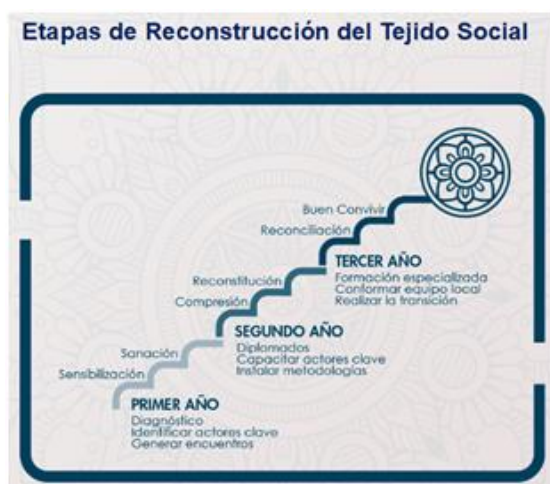 Etapas de Reconstrucción del Tejido Social
Buen Convivir
Reconciliación
TERCER AÑO
Formación especializada
Conformar equipo local
Realizar la transición
Reconstitución
Compresión
SEGUNDO AÑO
Diplomados
Capacitar actores clave
Instalar metodologías
Sanación
Sensibilización
PRIMER AÑO
Diagnóstico
Identificar actores clave
Generar encuentros